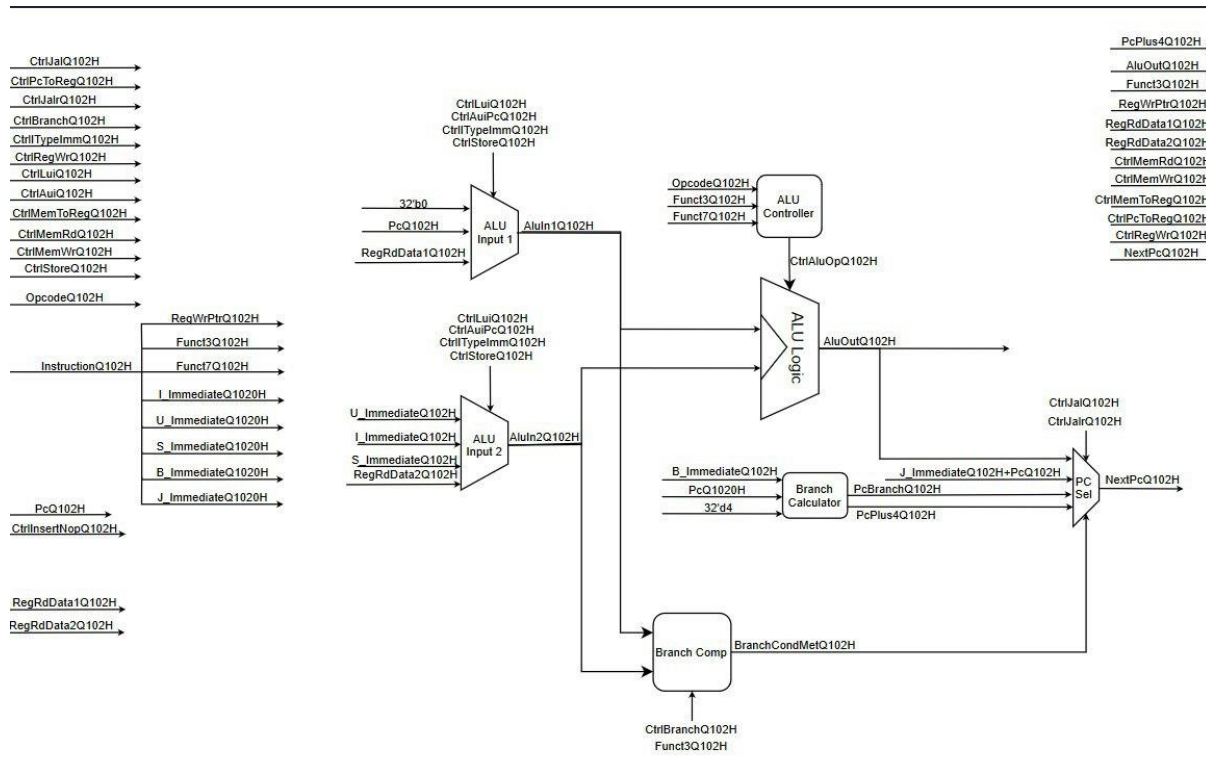 CtrlJalQ102H
CtrlPcToRegQ102H
CtrlJalrQ102H
CtrlBranchQ102H
CtrlITypeImmQ102H
CtrlRegWrQ102H
CtrlLuiQ102H
CtrlAuiQ102H
CtrlMemToRegQ102H
CtrlMemRdQ102H
CtrlMemWrQ102H
CtrlStoreQ102H
OpcodeQ102H
InstructionQ102H
RegWrPtrQ102H
Funct3Q102H
Funct7Q102H
I_ImmediateQ1020H
U_ImmediateQ1020H
S_ImmediateQ1020H
B_ImmediateQ1020H
J_ImmediateQ1020H
PcQ102H
CtrlInsertNopQ102H
RegRdData1Q102H
RegRdData2Q102H
CtrlLuiQ102H
CtrlAuiPcQ102H
CtrlITypeImmQ102H
CtrlStoreQ102H
32'b0
PcQ102H
RegRdData1Q102H
ALU
Input 1
AluIn1Q102H
CtrlLuiQ102H
CtrlAuiPcQ102H
CtrlITypeImmQ102H
CtrlStoreQ102H
U_ImmediateQ102H
I_ImmediateQ102H
S_ImmediateQ102H
RegRdData2Q102H
ALU
Input 2
AluIn2Q102H
OpcodeQ102H
Funct3Q102H
Funct7Q102H
ALU
Controller
CtrlAluOpQ102H
ALU Logic
AluOutQ102H
B_ImmediateQ102H
PcQ1020H
32'd4
Branch
Calculator
PcBranchQ102H
PcPlus4Q102H
J_ImmediateQ102H+PcQ102H
CtrlJalQ102H
CtrlJalrQ102H
PC
Sel
NextPcQ102H
Branch Comp
BranchCondMetQ102H
CtrlBranchQ102H
Funct3Q102H
PcPlus4Q102H
AluOutQ102H
Funct3Q102H
RegWrPtrQ102H
RegRdData1Q102H
RegRdData2Q102H
CtrlMemRdQ102H
CtrlMemWrQ102H
CtrlMemToRegQ102H
CtrlPcToRegQ102H
CtrlRegWrQ102H
NextPcQ102H